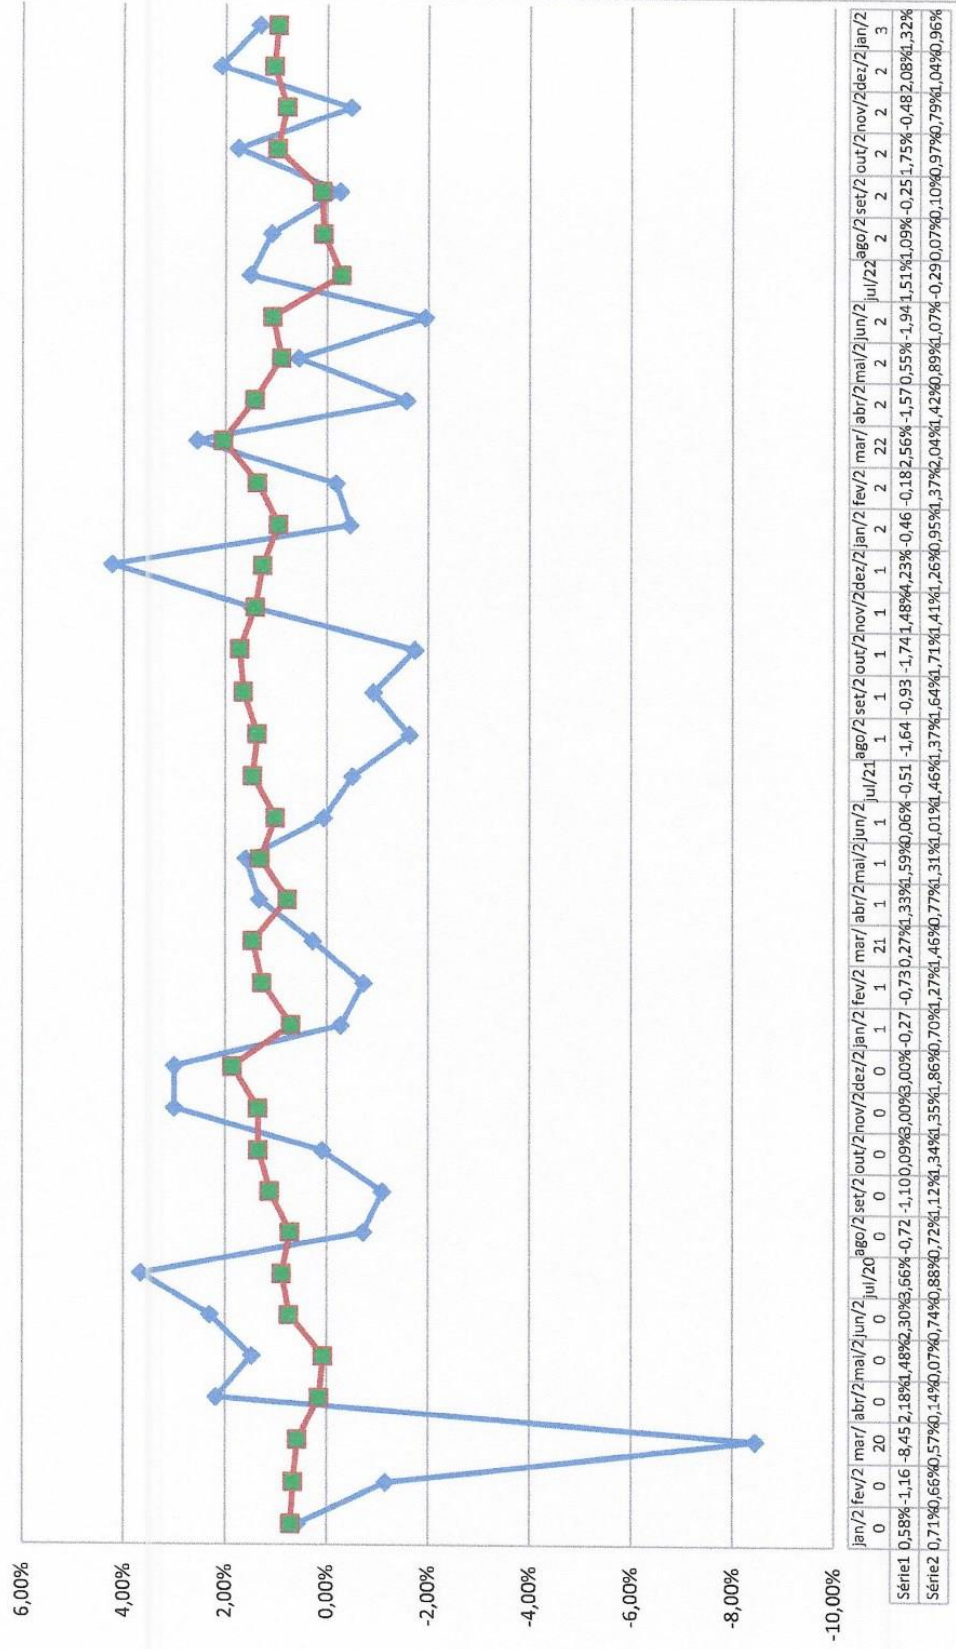 6,00%
4,00%
2,00%
0,00%
-2,00%
-4,00%
-6,00%
-8,00%
-10,00%
jan/2 fev/2 mar/ abr/2 mai/2 jun/2 jul/20 ago/2 set/2 out/2 nov/2 dez/2 jan/2 fev/2 mar/ abr/2 mai/2 jun/2 jul/21 ago/2 set/2 out/2 nov/2 dez/2 jan/2 fev/2 mar/ abr/2 mai/2 jun/2 jul/22 ago/2 set/2 out/2 nov/2 dez/2 jan/2
0 0 20 0 0 0 0 0 0 0 0 1 1 21 1 1 1 1 1 1 1 1 2 2 22 2 2 2 2 2 2 2 2 3
Série1 0,58% -1,16 -8,45 2,18% 1,48% 2,30% 3,66% -0,72 -1,10 0,09% 3,00% 3,00% -0,27 -0,73 0,27% 1,33% 1,59% 0,06% -0,51 -1,64 -0,93 -1,74 1,48% 4,23% -0,46 -0,18 2,56% -1,57 0,55% -1,94 1,51% 1,09% -0,25 1,75% -0,48 2,08% 1,32%
Série2 0,71% 0,66% 0,57% 0,14% 0,07% 0,74% 0,88% 0,72% 1,12% 1,34% 1,35% 1,86% 0,70% 1,27% 1,46% 0,77% 1,31% 1,01% 1,46% 1,37% 1,64% 1,71% 1,41% 1,26% 0,95% 1,37% 2,04% 1,42% 0,89% 1,07% -0,29 0,07% 0,10% 0,97% 0,79% 1,04% 0,96%